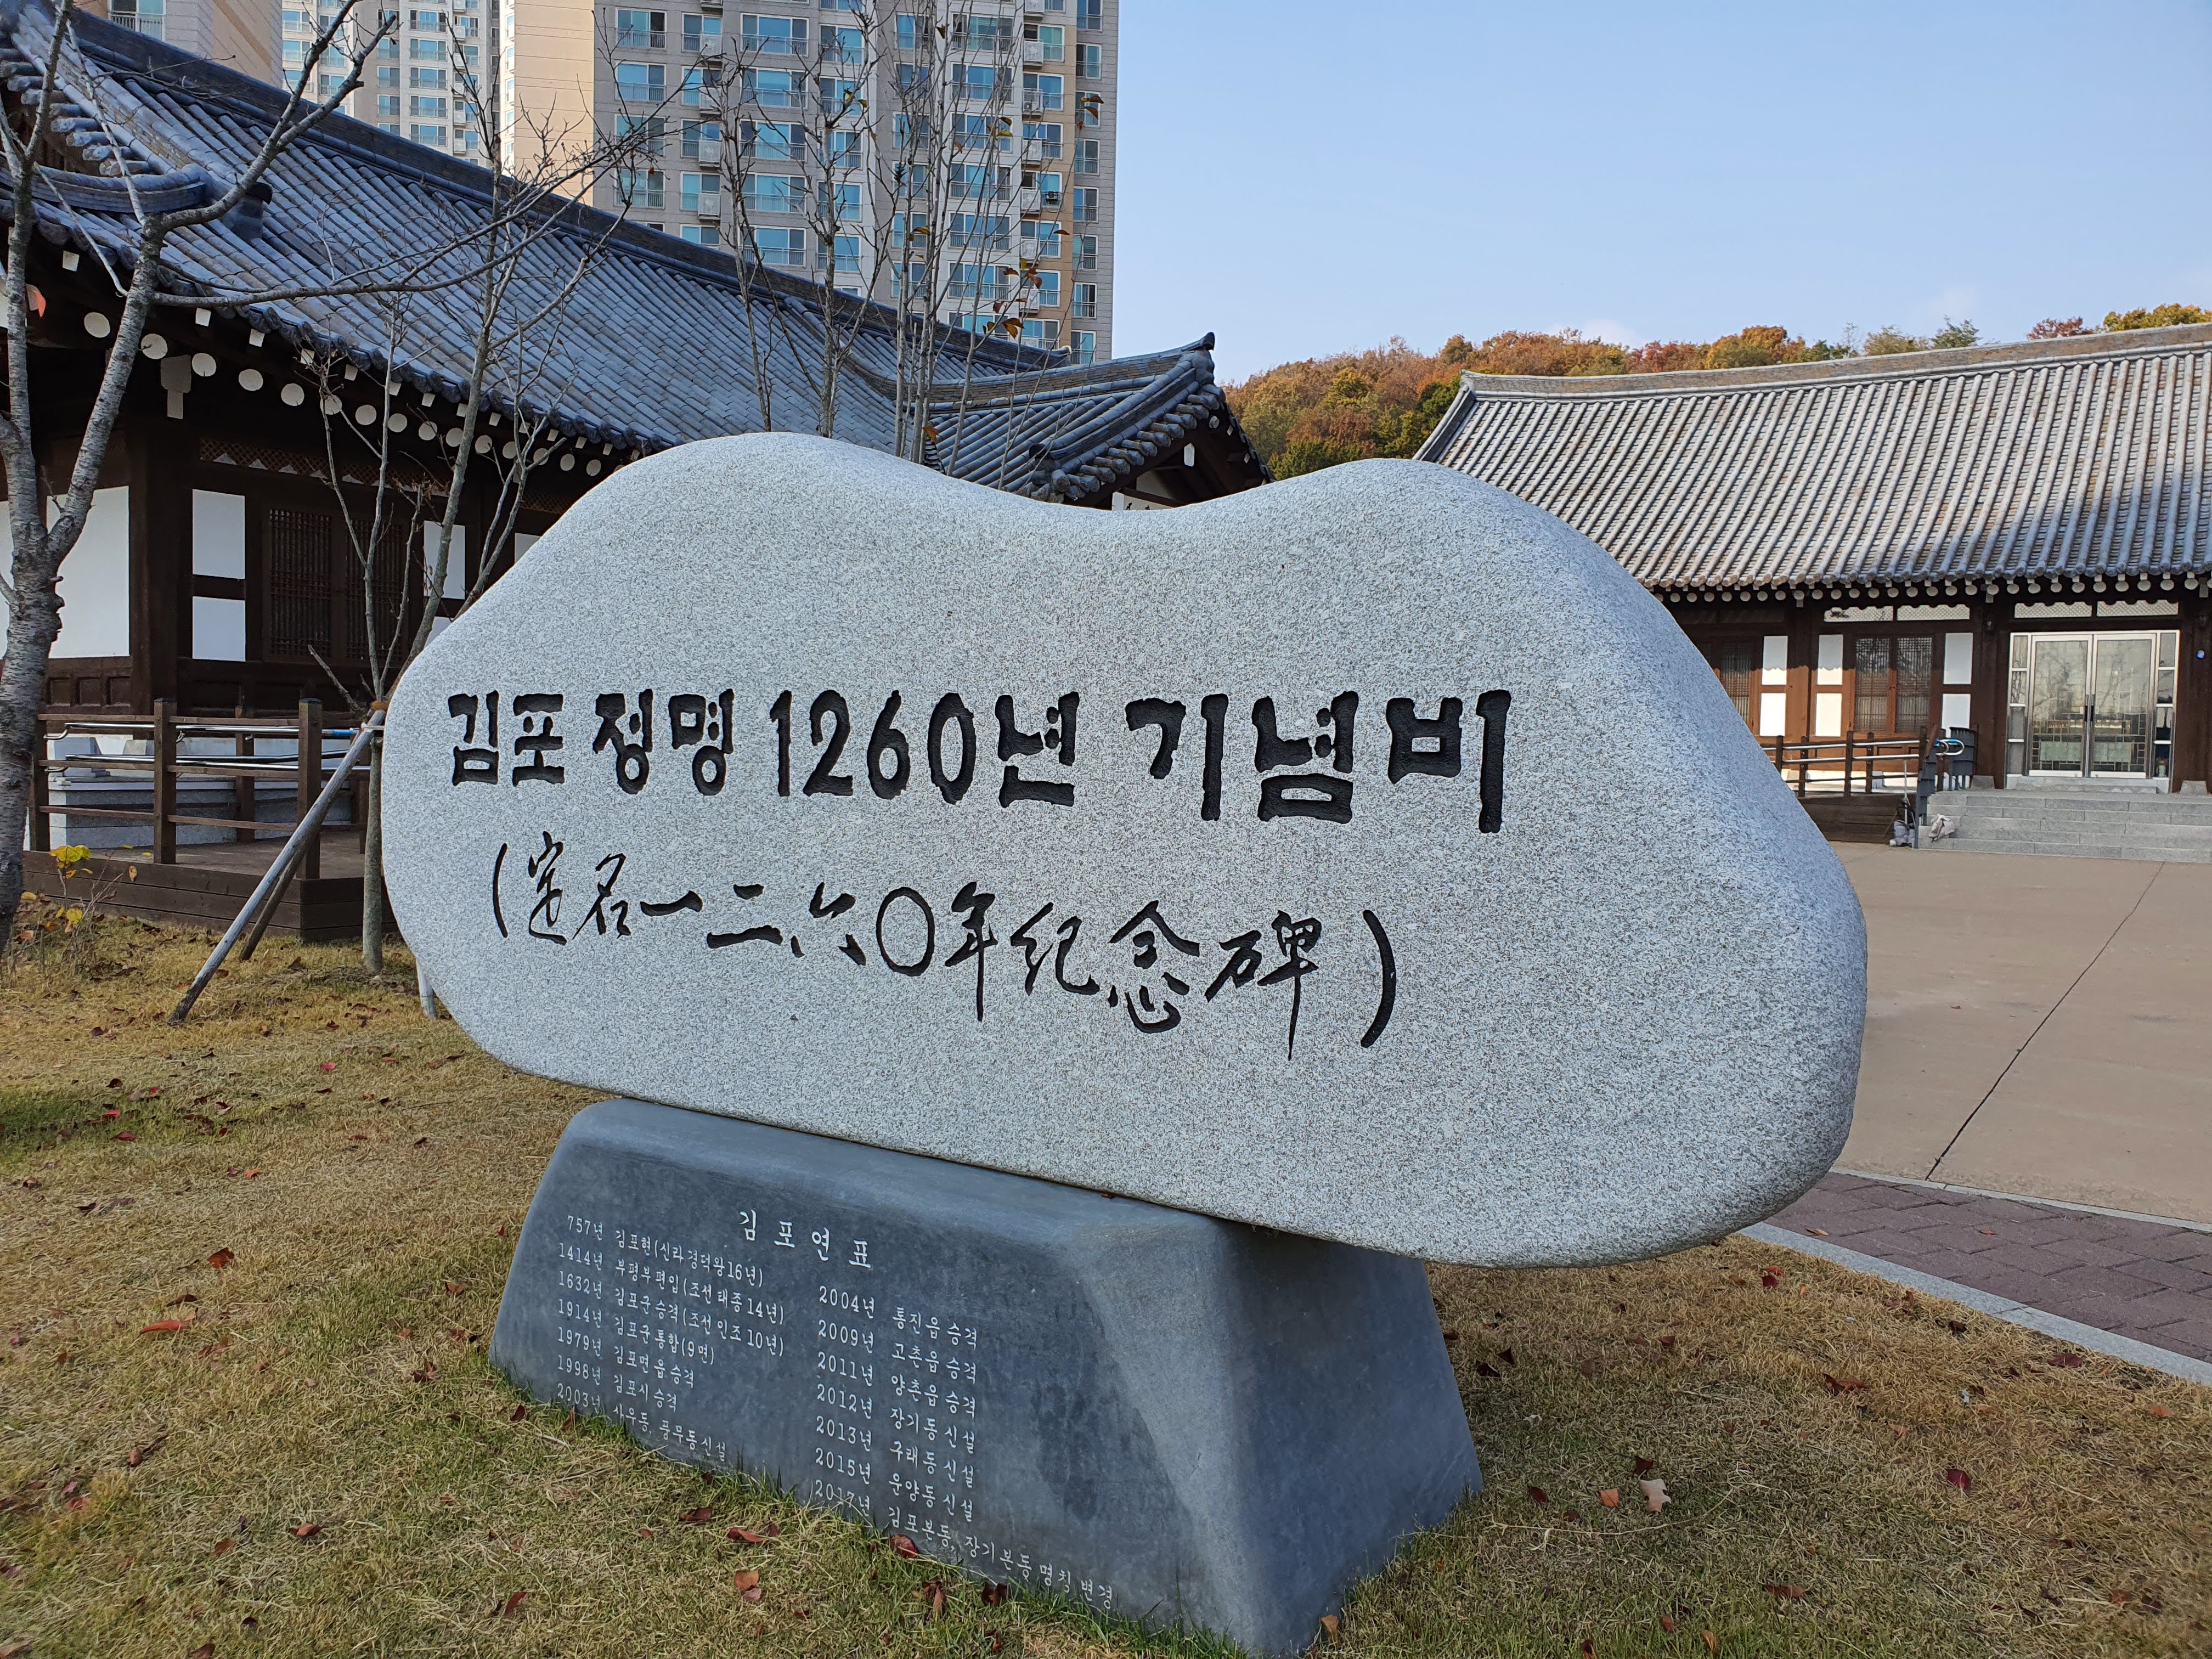 김포 정명 1260년 기념비
(定名一二六〇年紀念碑)
김포연표
757년 김포현(신라 경덕왕16년)
1414년 부평부 편입(조선 태종 14년)
1632년 김포군 승격(조선 인조 10년)
1914년 김포군 통합(9면)
1979년 김포면 읍 승격
1998년 김포시 승격
2003년 사우동, 풍무동신설
2004년 통진읍 승격
2009년 고촌읍 승격
2011년 양촌읍 승격
2012년 장기동 신설
2013년 구래동 신설
2015년 운양동 신설
2017년 김포본동, 장기본동 명칭 변경